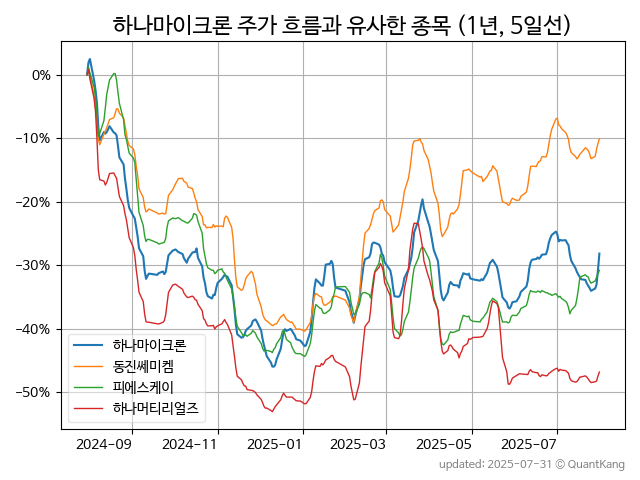 하나마이크론 주가 흐름과 유사한 종목 (1년, 5일선)
0%
−10%
−20%
−30%
−40%
−50%
하나마이크론
동진쎄미켐
피에스케이
하나머티리얼즈
2024−09
2024−11
2025−01
2025−03
2025−05
2025−07
updated: 2025-07-31 © QuantKang